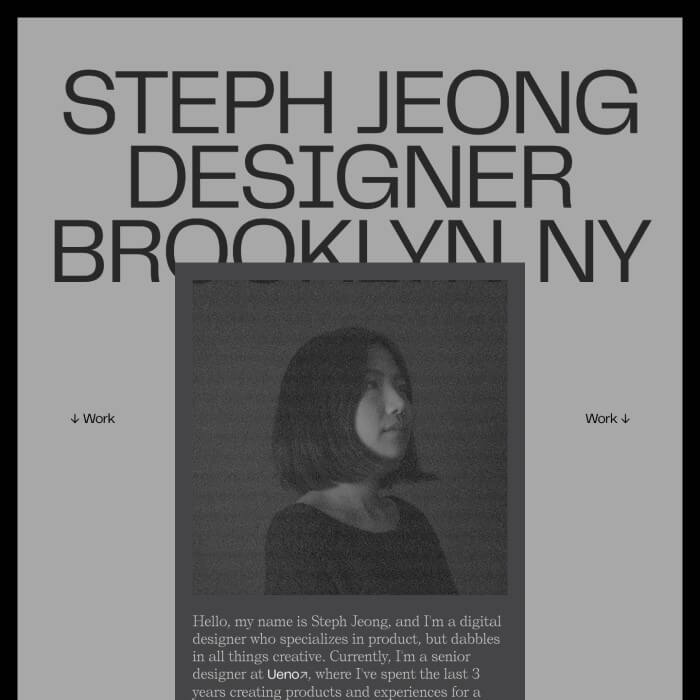 STEPH JEONG
DESIGNER
BROOKLYN NY
↓ Work
Work ↓
Hello, my name is Steph Jeong, and I'm a digital
designer who specializes in product, but dabbles
in all things creative. Currently, I'm a senior
designer at Ueno↗, where I've spent the last 3
years creating products and experiences for a